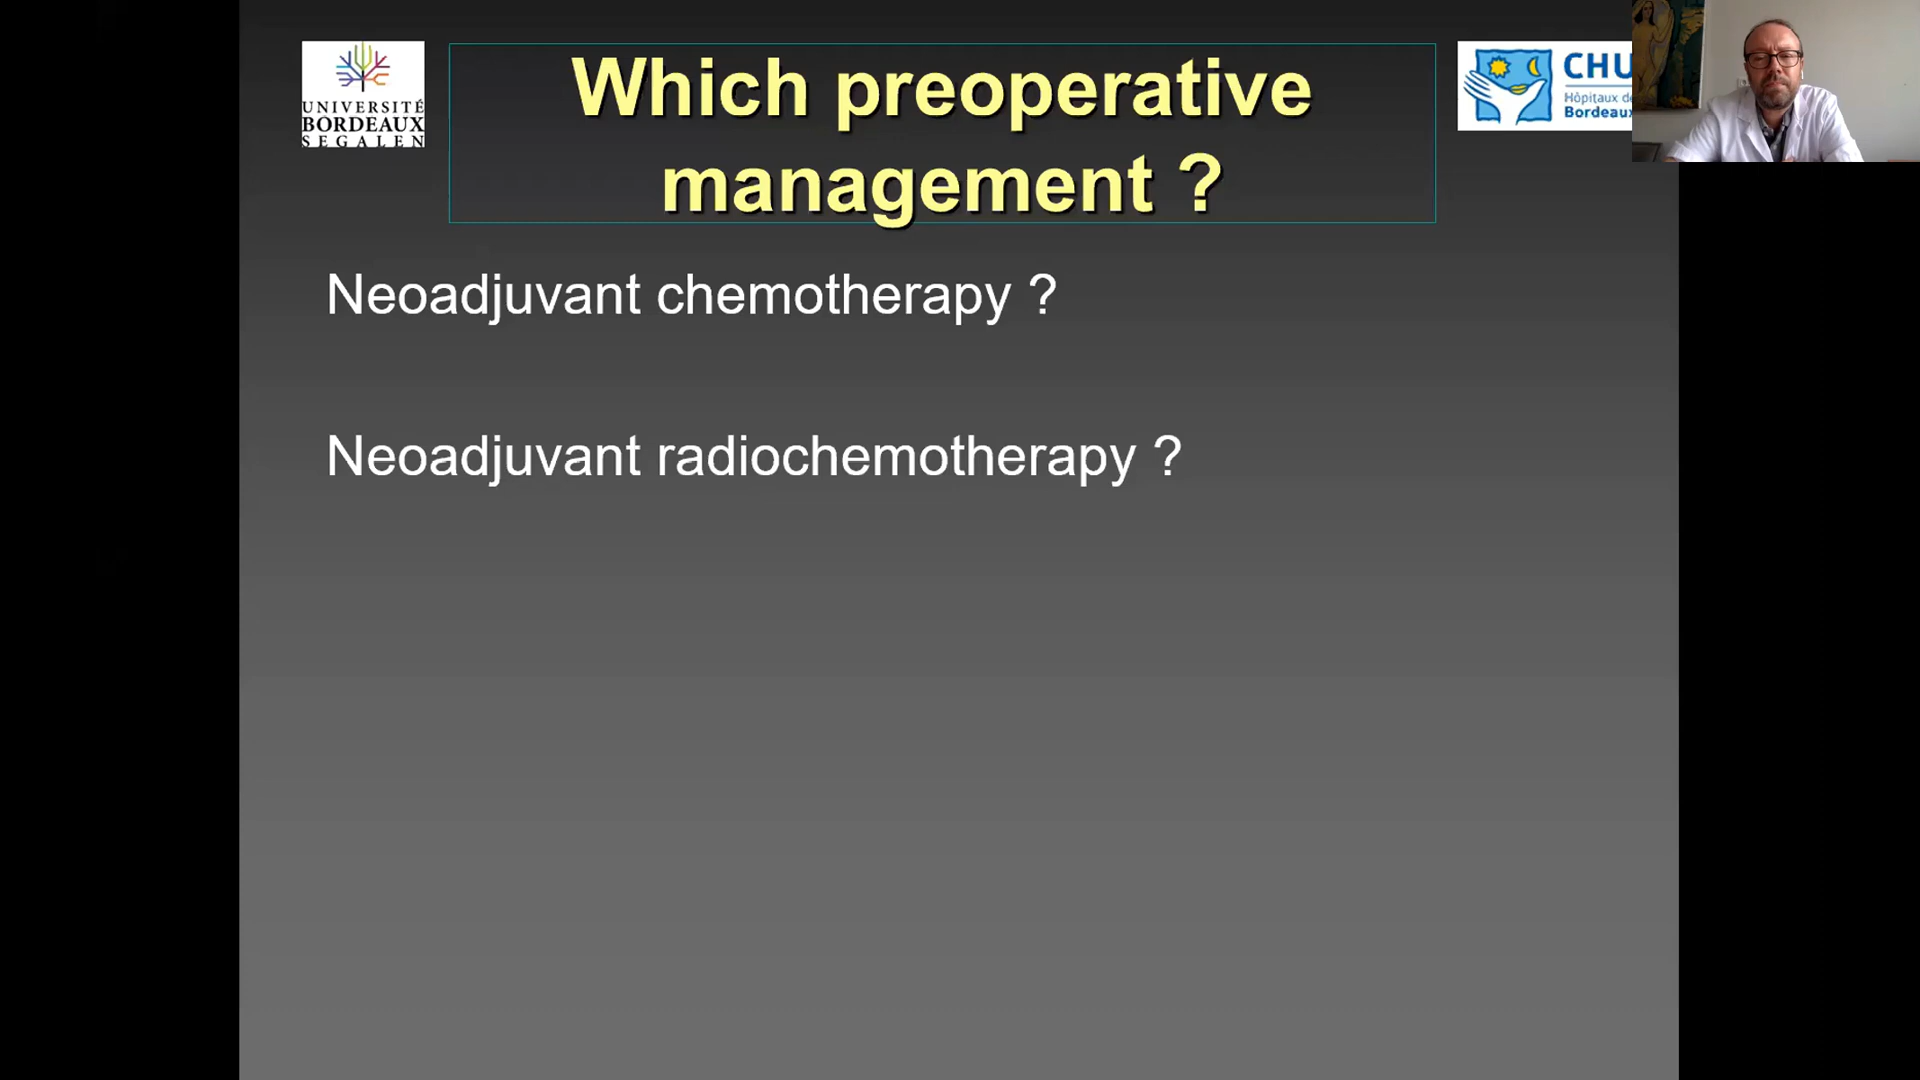 UNIVERSITÉ
BORDEAUX
SEGALEN
Which preoperative
management ?
CHU
Hôpitaux de
Bordeaux
Neoadjuvant chemotherapy ?
Neoadjuvant radiochemotherapy ?